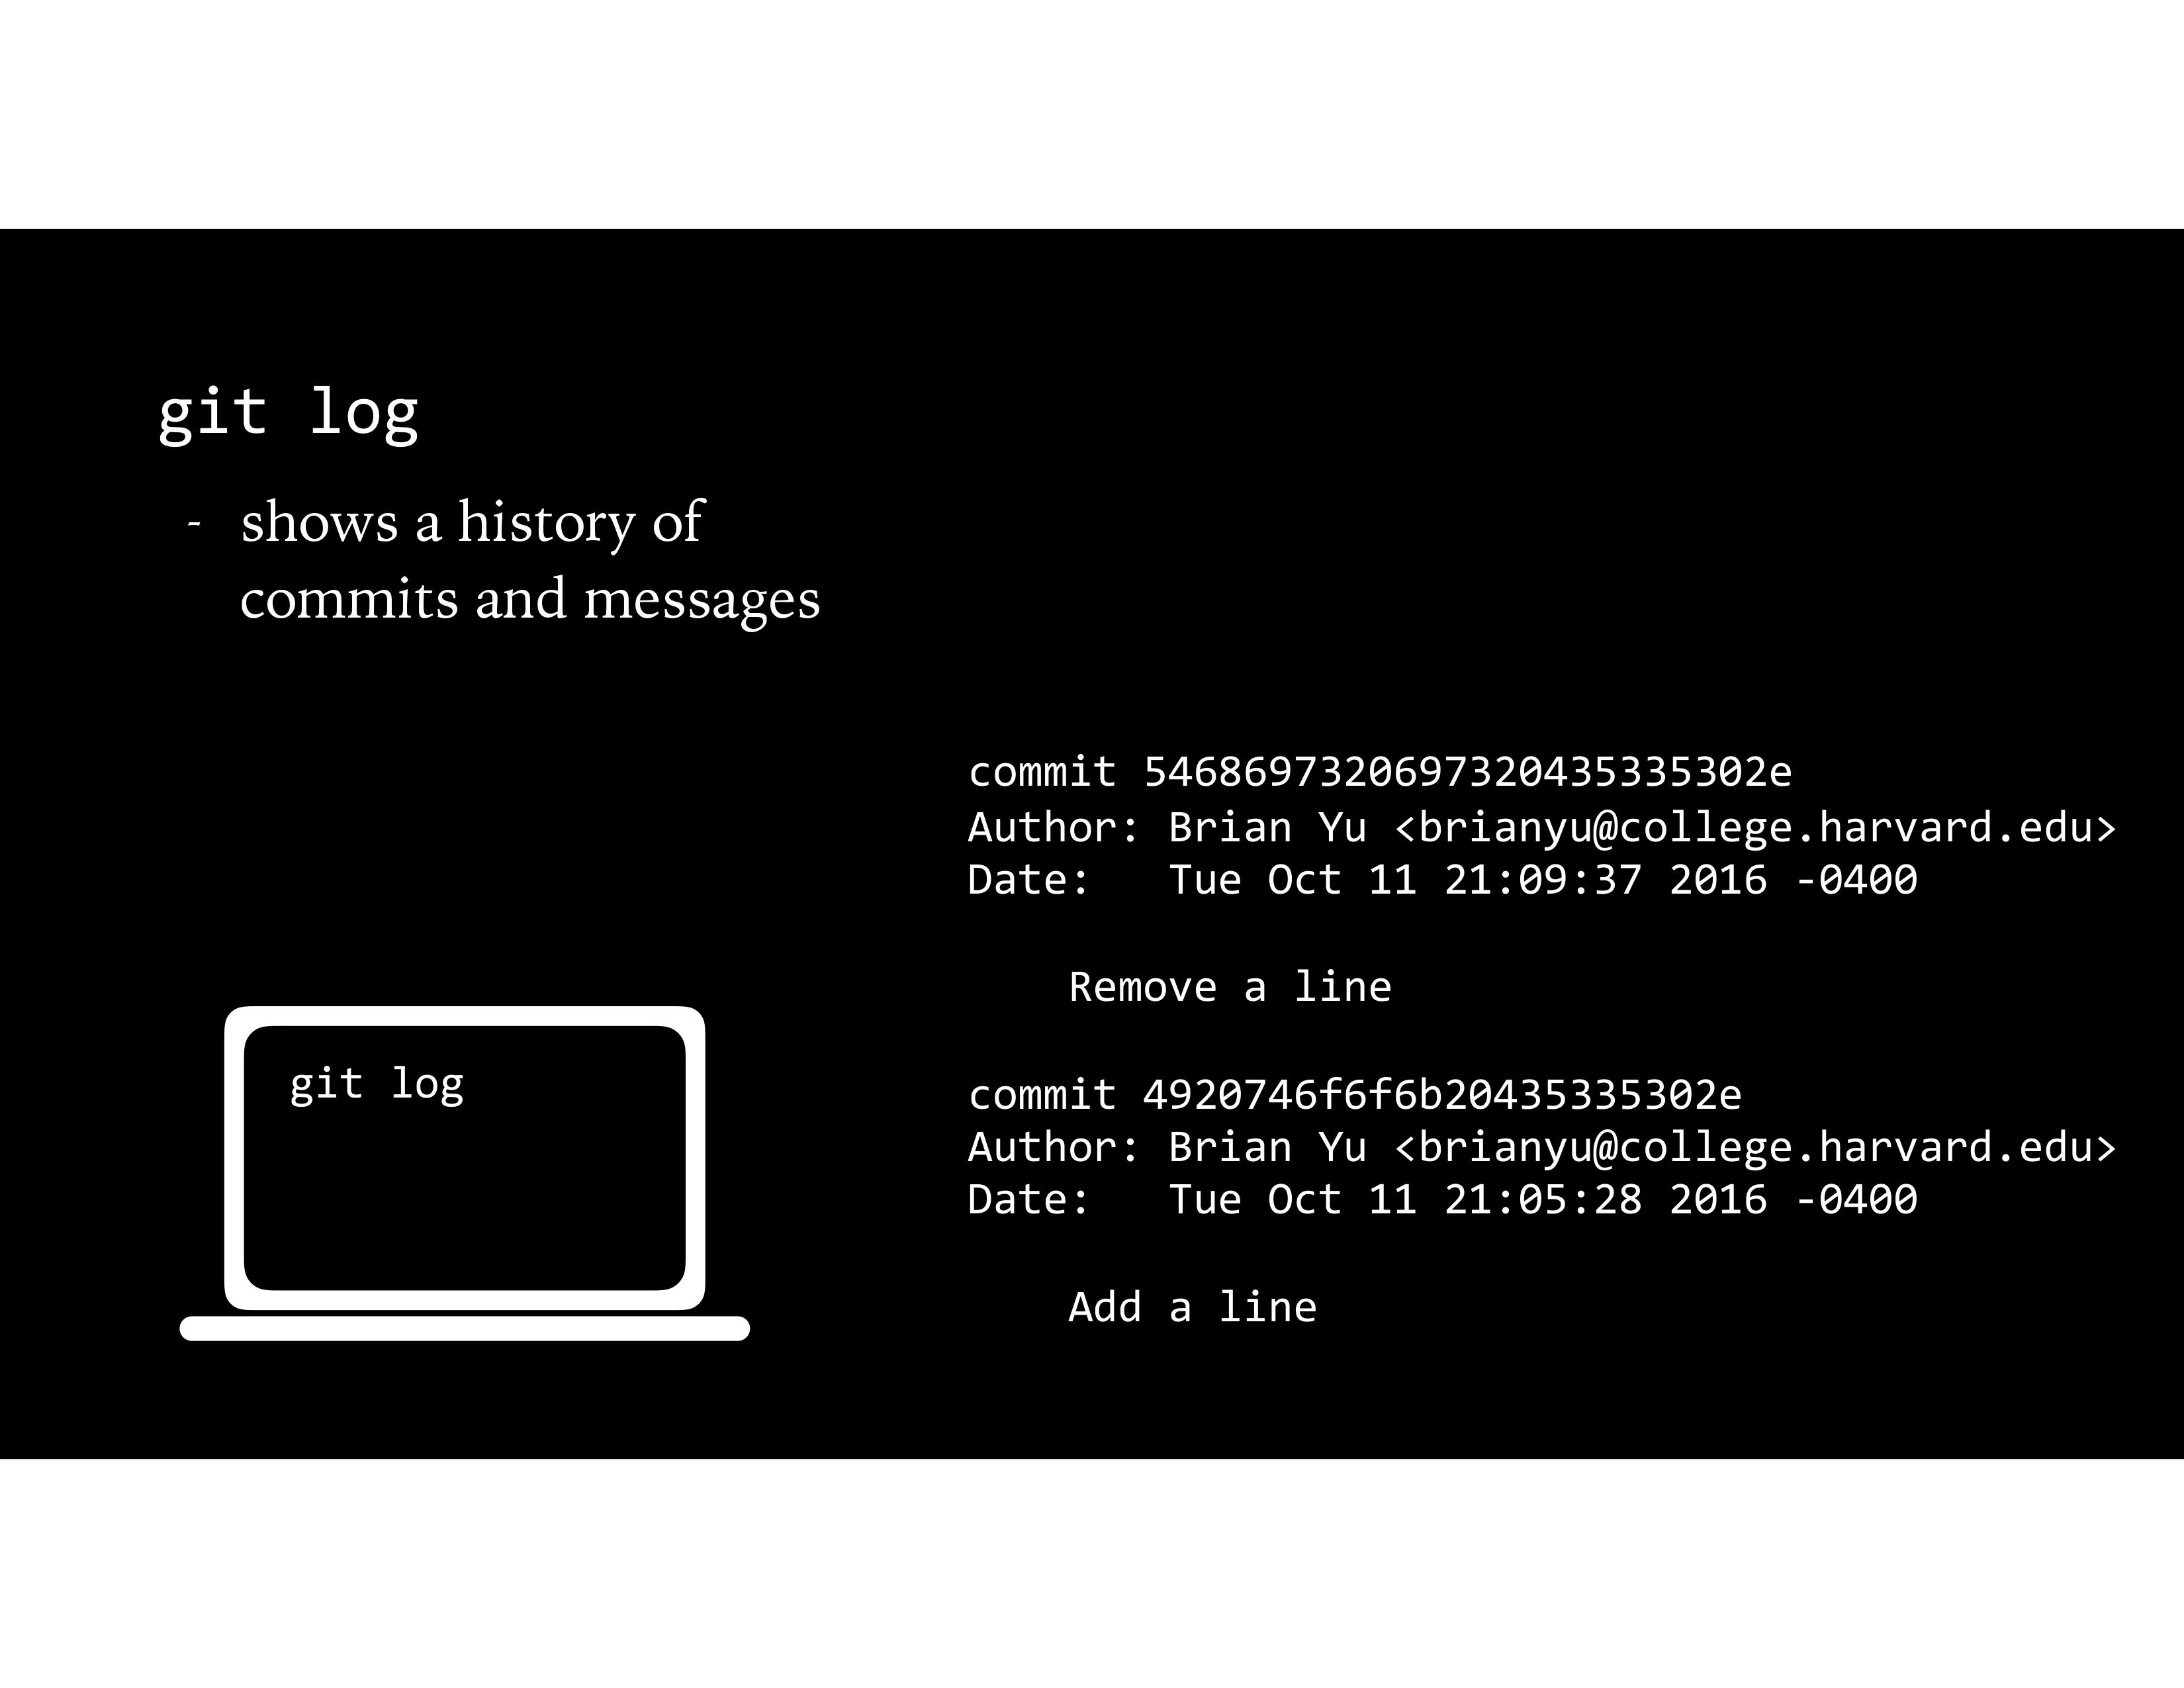 git log
- shows a history of
commits and messages
commit 54686973206973204353335302e
Author: Brian Yu <brianyu@college.harvard.edu>
Date:   Tue Oct 11 21:09:37 2016 -0400
Remove a line
git log
commit 4920746f6f6b204353335302e
Author: Brian Yu <brianyu@college.harvard.edu>
Date:   Tue Oct 11 21:05:28 2016 -0400
Add a line